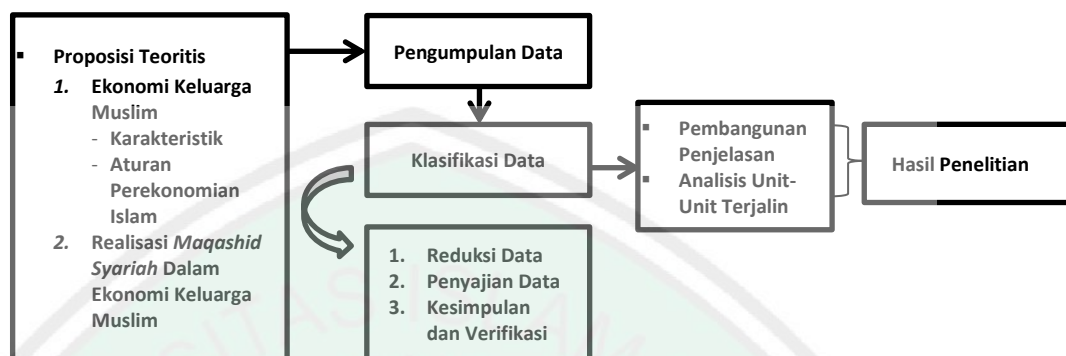 ▪ Proposisi Teoritis
1. Ekonomi Keluarga
Muslim
- Karakteristik
- Aturan
Perekonomian
Islam
2. Realisasi Maqashid
Syariah Dalam
Ekonomi Keluarga
Muslim
Pengumpulan Data
Klasifikasi Data
1. Reduksi Data
2. Penyajian Data
3. Kesimpulan
dan Verifikasi
▪ Pembangunan
Penjelasan
▪ Analisis Unit-
Unit Terjalin
Hasil Penelitian
ITAS ISLAM